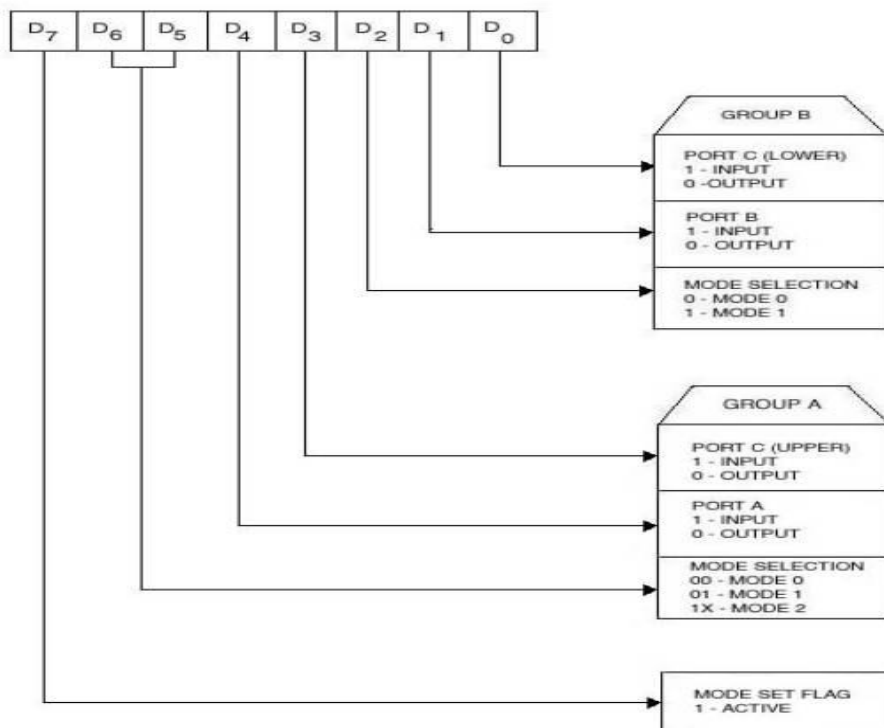 D7 D6 D5 D4 D3 D2 D1 D0
GROUP B
PORT C (LOWER)
1 - INPUT
0 -OUTPUT
PORT B
1 - INPUT
0 - OUTPUT
MODE SELECTION
0 - MODE 0
1 - MODE 1
GROUP A
PORT C (UPPER)
1 - INPUT
0 - OUTPUT
PORT A
1 - INPUT
0 - OUTPUT
MODE SELECTION
00 - MODE 0
01 - MODE 1
1X - MODE 2
MODE SET FLAG
1 - ACTIVE